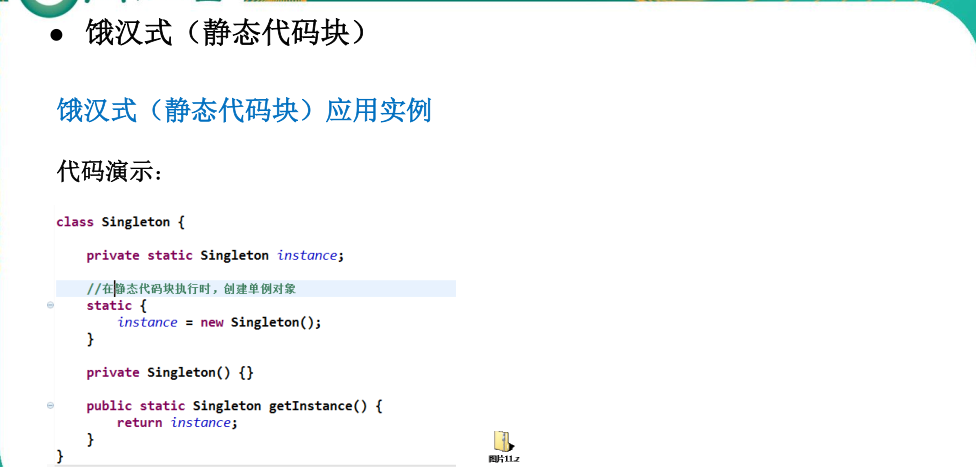 ● 饿汉式（静态代码块）
饿汉式（静态代码块）应用实例
代码演示：
class Singleton {
private static Singleton instance;
//在静态代码块执行时，创建单例对象
static {
instance = new Singleton();
}
private Singleton() {}
public static Singleton getInstance() {
return instance;
}
}
图片11.z